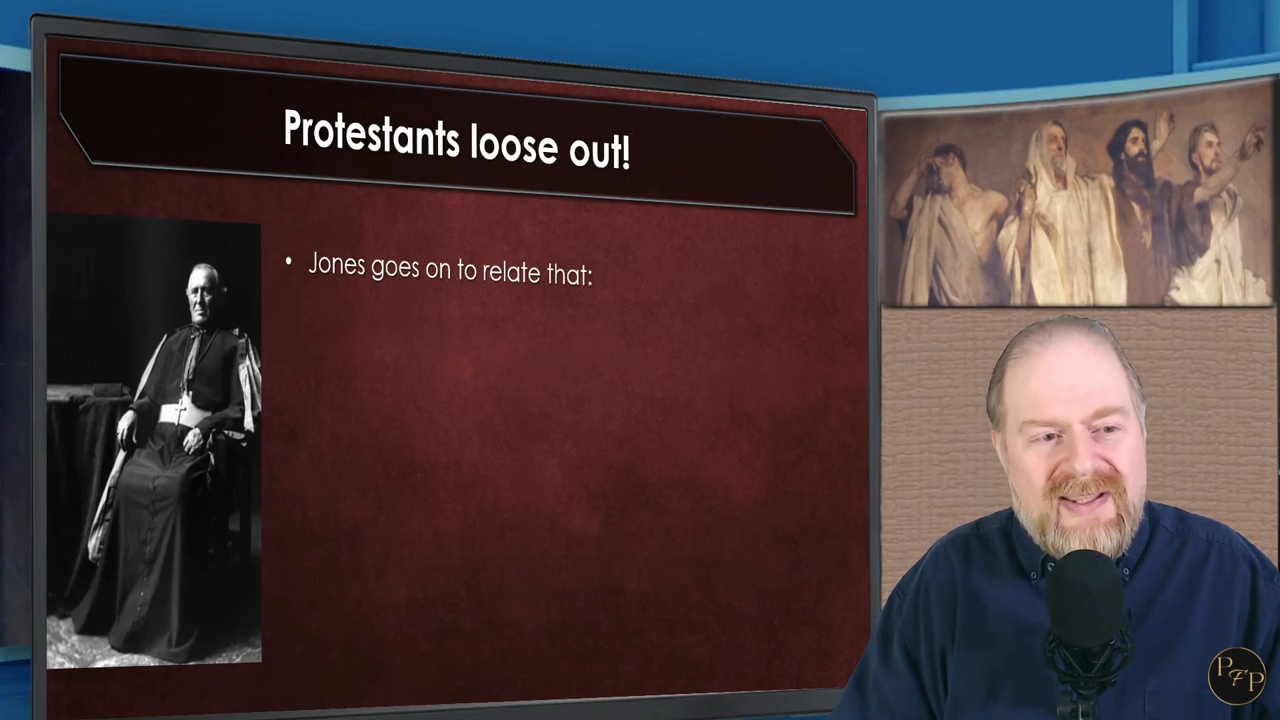 Protestants loose out!
• Jones goes on to relate that:
PFP